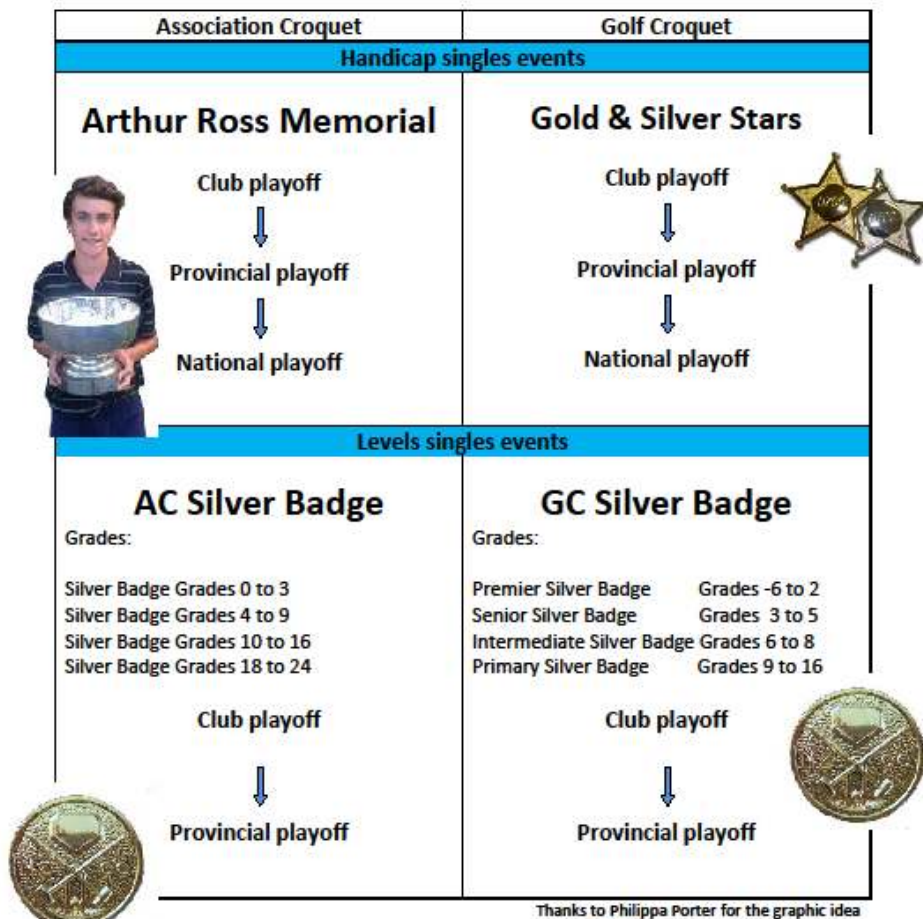 Association Croquet
Golf Croquet
Handicap singles events
Arthur Ross Memorial
Club playoff
Provincial playoff
National playoff
Gold & Silver Stars
Club playoff
Provincial playoff
National playoff
Levels singles events
AC Silver Badge
Grades:
Silver Badge Grades 0 to 3
Silver Badge Grades 4 to 9
Silver Badge Grades 10 to 16
Silver Badge Grades 18 to 24
Club playoff
Provincial playoff
GC Silver Badge
Grades:
Premier Silver Badge Grades -6 to 2
Senior Silver Badge Grades 3 to 5
Intermediate Silver Badge Grades 6 to 8
Primary Silver Badge Grades 9 to 16
Club playoff
Provincial playoff
Thanks to Philippa Porter for the graphic idea